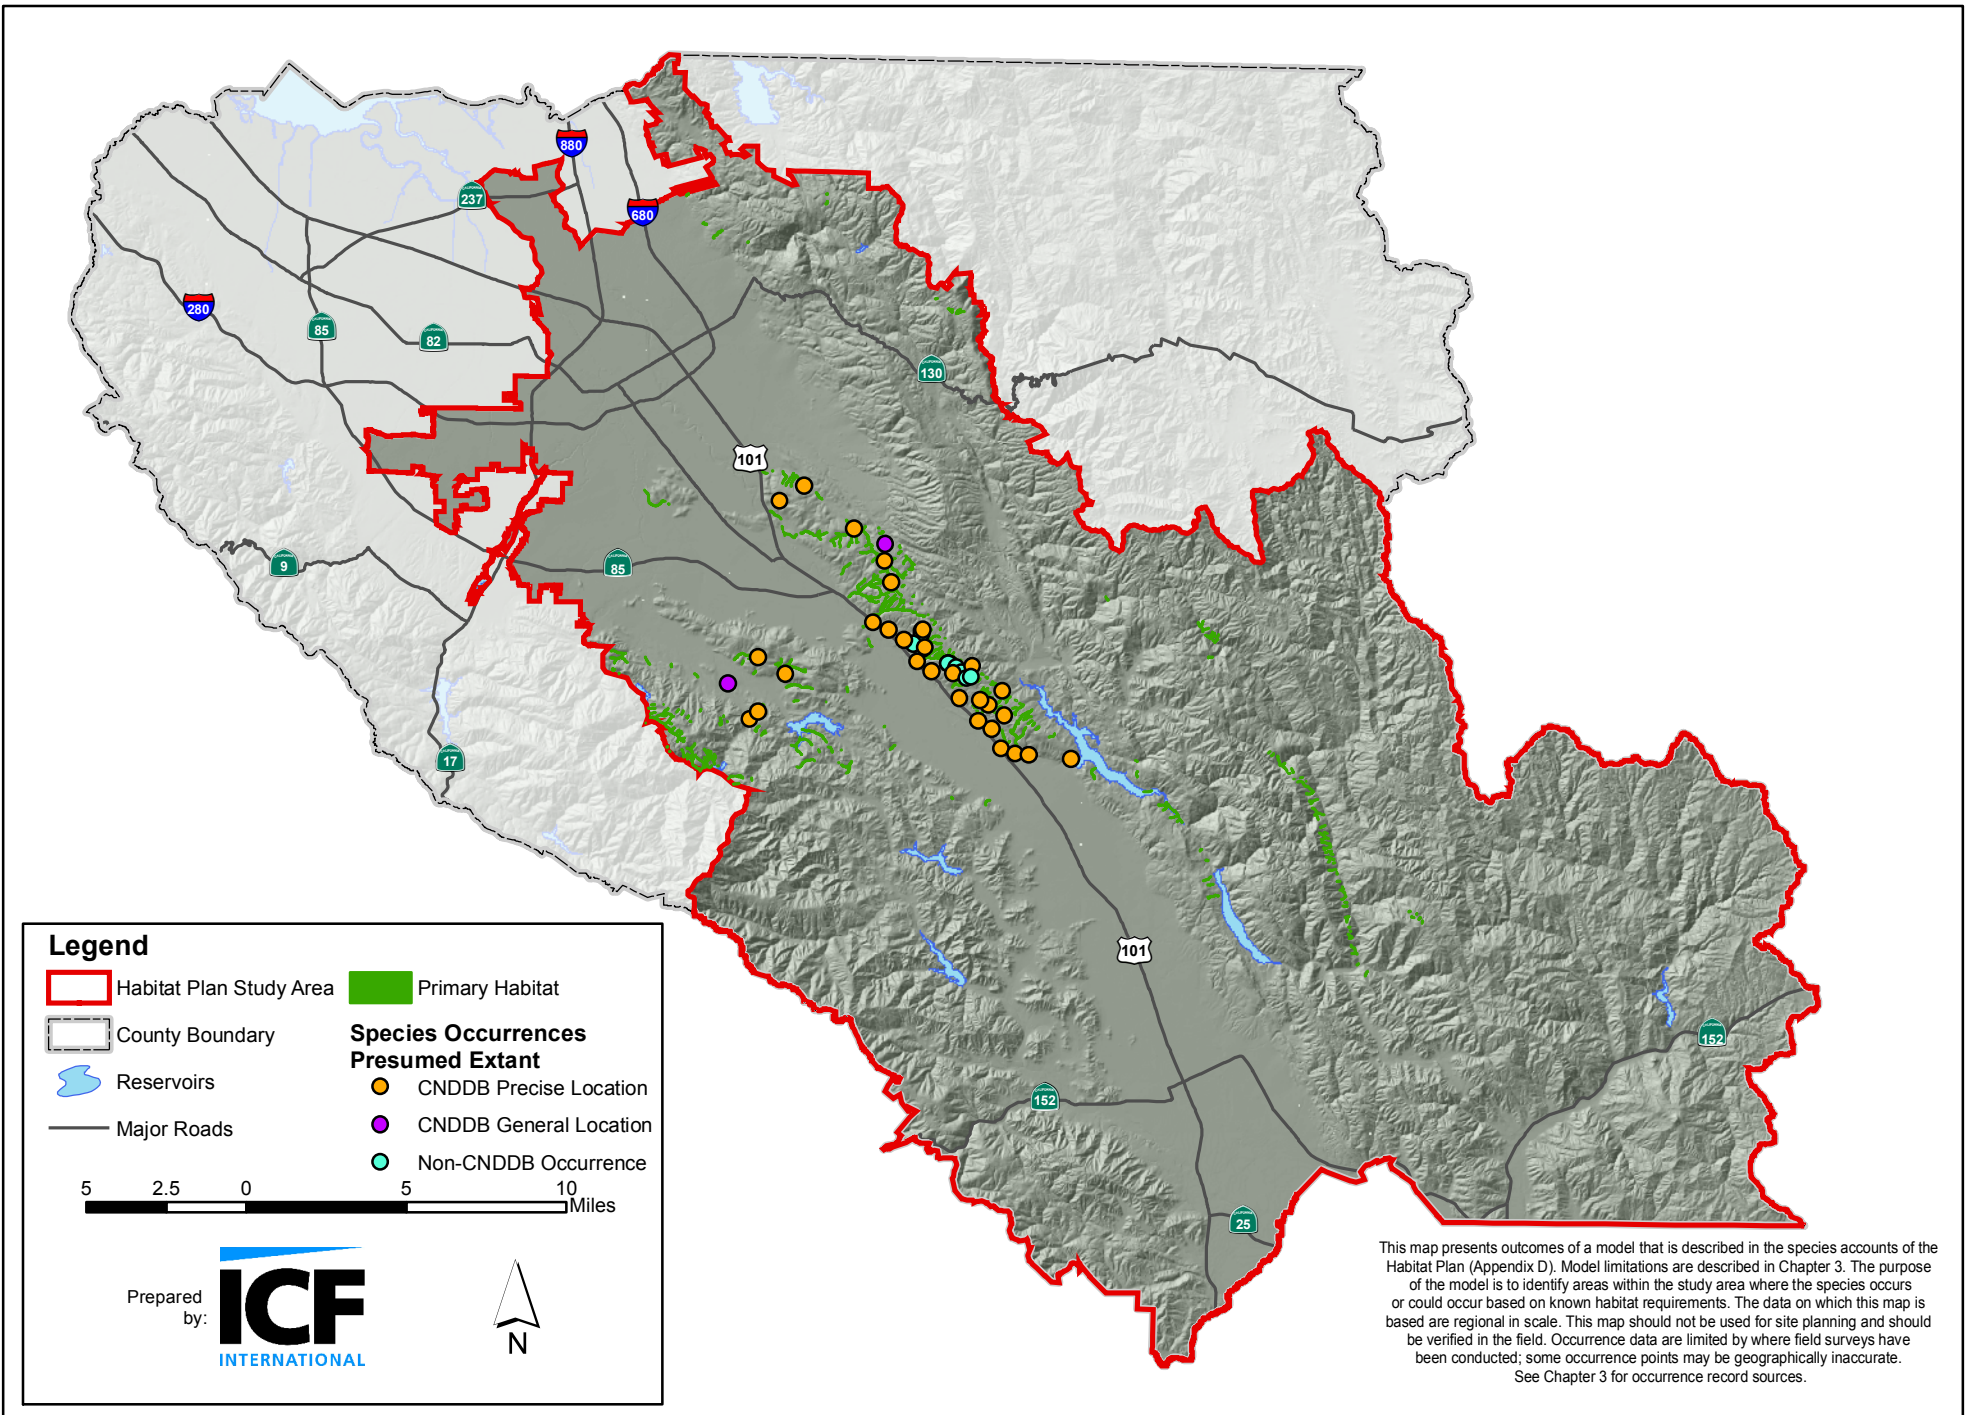 880
237
680
280
85
82
130
101
9
85
17
101
152
152
25
Legend
Habitat Plan Study Area
Primary Habitat
County Boundary
Species Occurrences
Presumed Extant
Reservoirs
CNDDB Precise Location
Major Roads
CNDDB General Location
Non-CNDDB Occurrence
5 2.5 0 5 10
Miles
Prepared
by:
ICF
INTERNATIONAL
N
This map presents outcomes of a model that is described in the species accounts of the
Habitat Plan (Appendix D). Model limitations are described in Chapter 3. The purpose
of the model is to identify areas within the study area where the species occurs
or could occur based on known habitat requirements. The data on which this map is
based are regional in scale. This map should not be used for site planning and should
be verified in the field. Occurrence data are limited by where field surveys have
been conducted; some occurrence points may be geographically inaccurate.
See Chapter 3 for occurrence record sources.